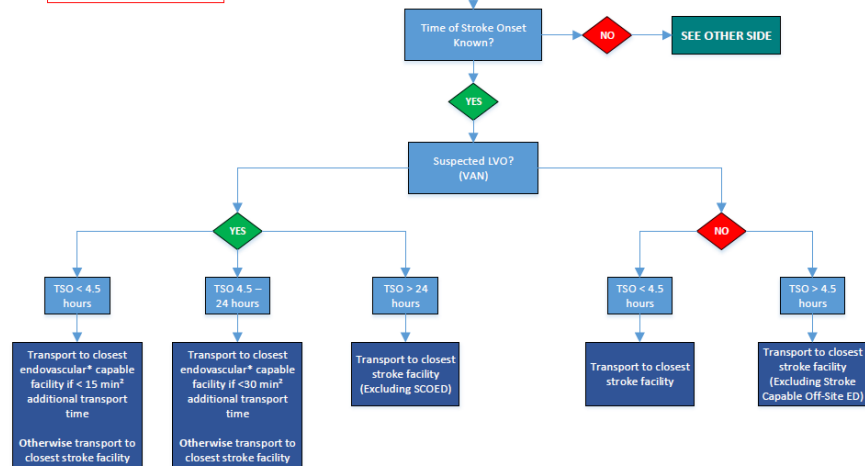 Time of Stroke Onset
Known?
NO
SEE OTHER SIDE
YES
Suspected LVO?
(VAN)
YES
NO
TSO < 4.5
hours
TSO 4.5 –
24 hours
TSO > 24
hours
TSO < 4.5
hours
TSO > 4.5
hours
Transport to closest
endovascular* capable
facility if < 15 min²
additional transport
time
Otherwise transport to
closest stroke facility
Transport to closest
endovascular* capable
facility if <30 min²
additional transport
time
Otherwise transport to
closest stroke facility
Transport to closest
stroke facility
(Excluding SCOED)
Transport to closest
stroke facility
Transport to closest
stroke facility
(Excluding Stroke
Capable Off-Site ED)